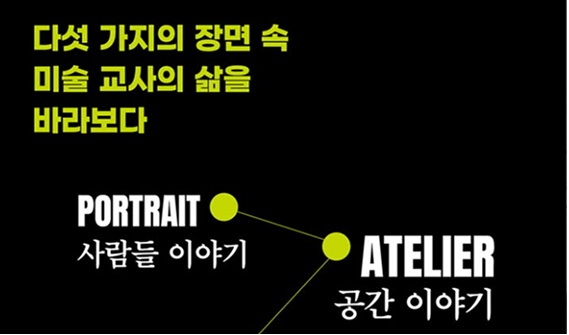 다섯 가지의 장면 속
미술 교사의 삶을
바라보다
PORTRAIT
사람들 이야기
ATELIER
공간 이야기